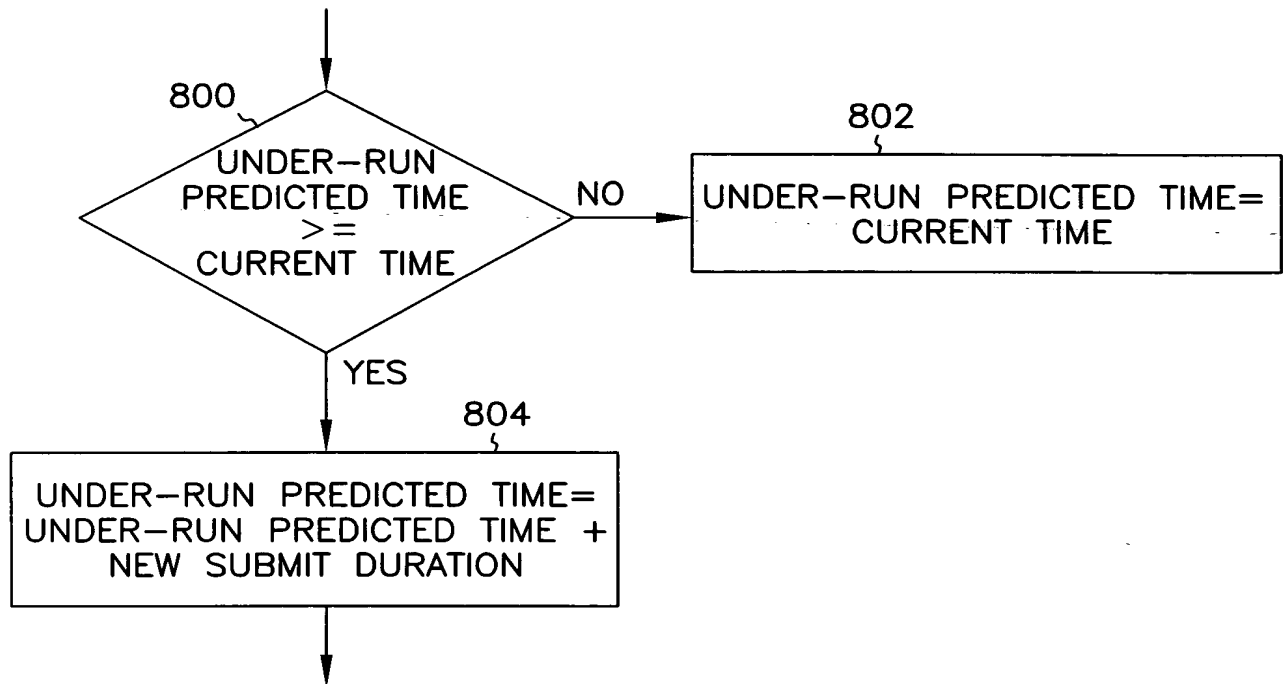 800
UNDER-RUN
PREDICTED TIME
>=
CURRENT TIME
NO
802
UNDER-RUN PREDICTED TIME=
CURRENT TIME
YES
804
UNDER-RUN PREDICTED TIME=
UNDER-RUN PREDICTED TIME +
NEW SUBMIT DURATION